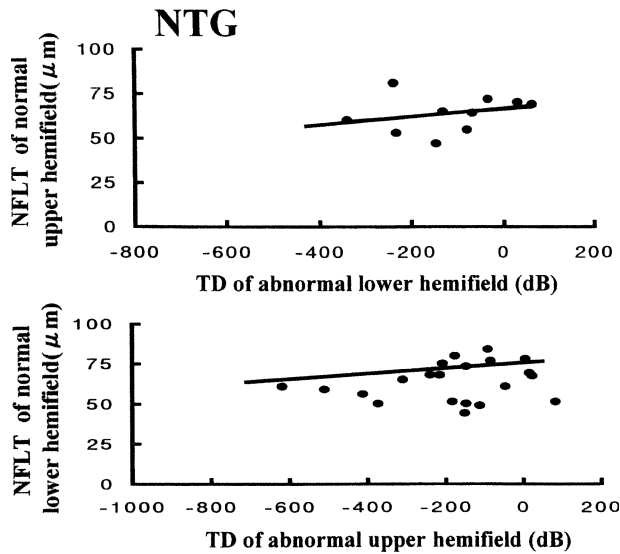 NTG
NFLT of normal
upper hemifield(μm)
100
75
50
25
0
-800 -600 -400 -200 0 200
TD of abnormal lower hemifield (dB)
NFLT of normal
lower hemifield(μm)
100
75
50
25
0
-1000 -800 -600 -400 -200 0 200
TD of abnormal upper hemifield (dB)